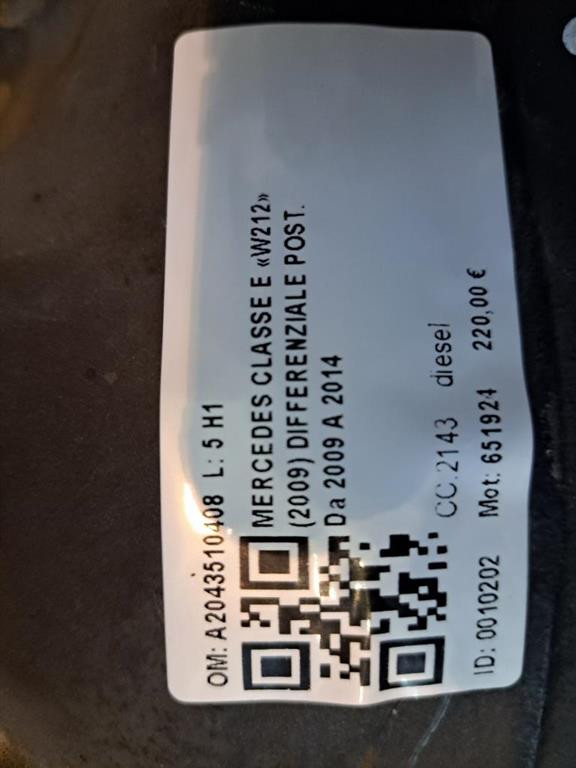 OM: A2043510408 L: 5 H1
MERCEDES CLASSE E «W212»
(2009) DIFFERENZIALE POST.
Da 2009 A 2014
CC:2143 diesel
ID: 0010202 Mot: 651924 220,00 €